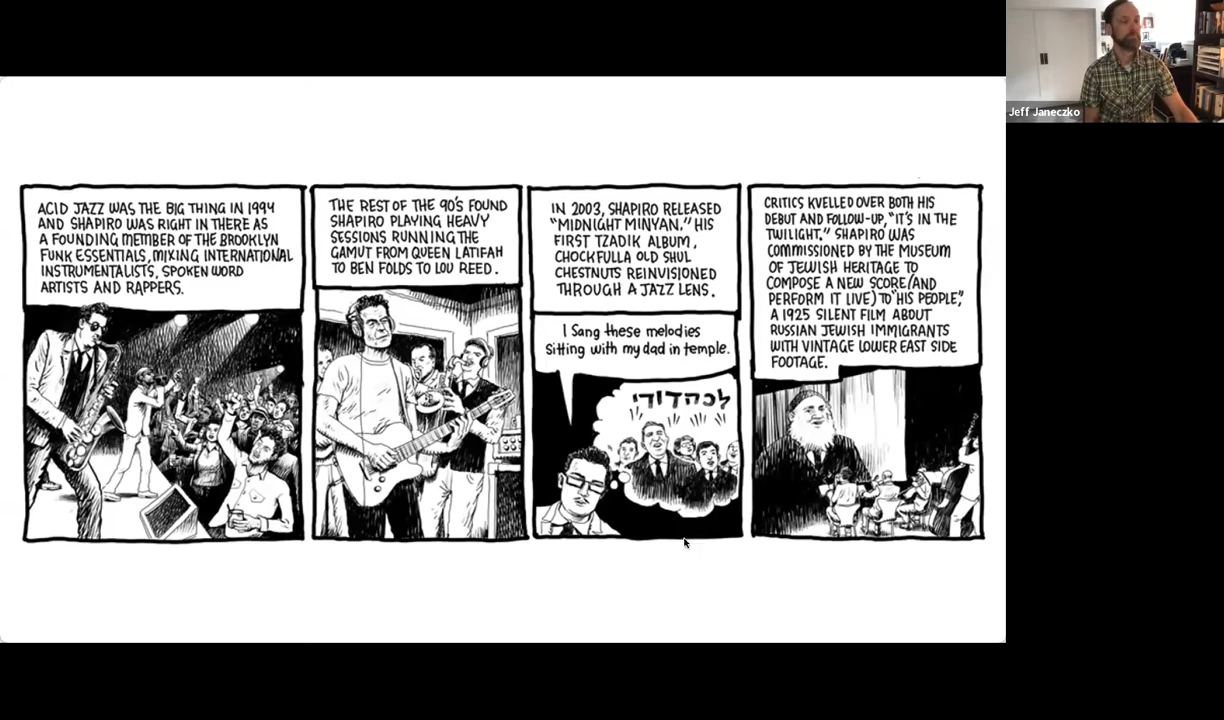 Jeff Janeczko
ACID JAZZ WAS THE BIG THING IN 1994
AND SHAPIRO WAS RIGHT IN THERE AS
A FOUNDING MEMBER OF THE BROOKLYN
FUNK ESSENTIALS, MIXING INTERNATIONAL
INSTRUMENTALISTS, SPOKEN WORD
ARTISTS AND RAPPERS.
THE REST OF THE 90'S FOUND
SHAPIRO PLAYING HEAVY
SESSIONS RUNNING THE
GAMUT FROM QUEEN LATIFAH
TO BEN FOLDS TO LOU REED.
IN 2003, SHAPIRO RELEASED
"MIDNIGHT MINYAN," HIS
FIRST TZADIK ALBUM,
CHOCKFULLA OLD SHUL
CHESTNUTS REINVISIONED
THROUGH A JAZZ LENS.
I Sang these melodies
Sitting with my dad in temple.
לכהדודי
CRITICS KVELLED OVER BOTH HIS
DEBUT AND FOLLOW-UP, "IT'S IN THE
TWILIGHT." SHAPIRO WAS
COMMISSIONED BY THE MUSEUM
OF JEWISH HERITAGE TO
COMPOSE A NEW SCORE (AND
PERFORM IT LIVE) TO "HIS PEOPLE,"
A 1925 SILENT FILM ABOUT
RUSSIAN JEWISH IMMIGRANTS
WITH VINTAGE LOWER EAST SIDE
FOOTAGE.